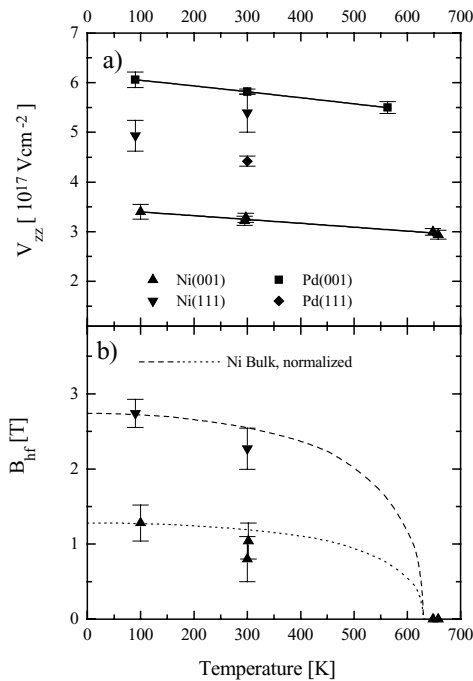 0 100 200 300 400 500 600 700
a)
7
6
5
4
3
2
V_zz [ 10^17 Vcm^-2 ]
▲ Ni(001) ■ Pd(001)
▼ Ni(111) ◆ Pd(111)
b)
Ni Bulk, normalized
3
2
1
0
B_hf [T]
0 100 200 300 400 500 600 700
Temperature [K]